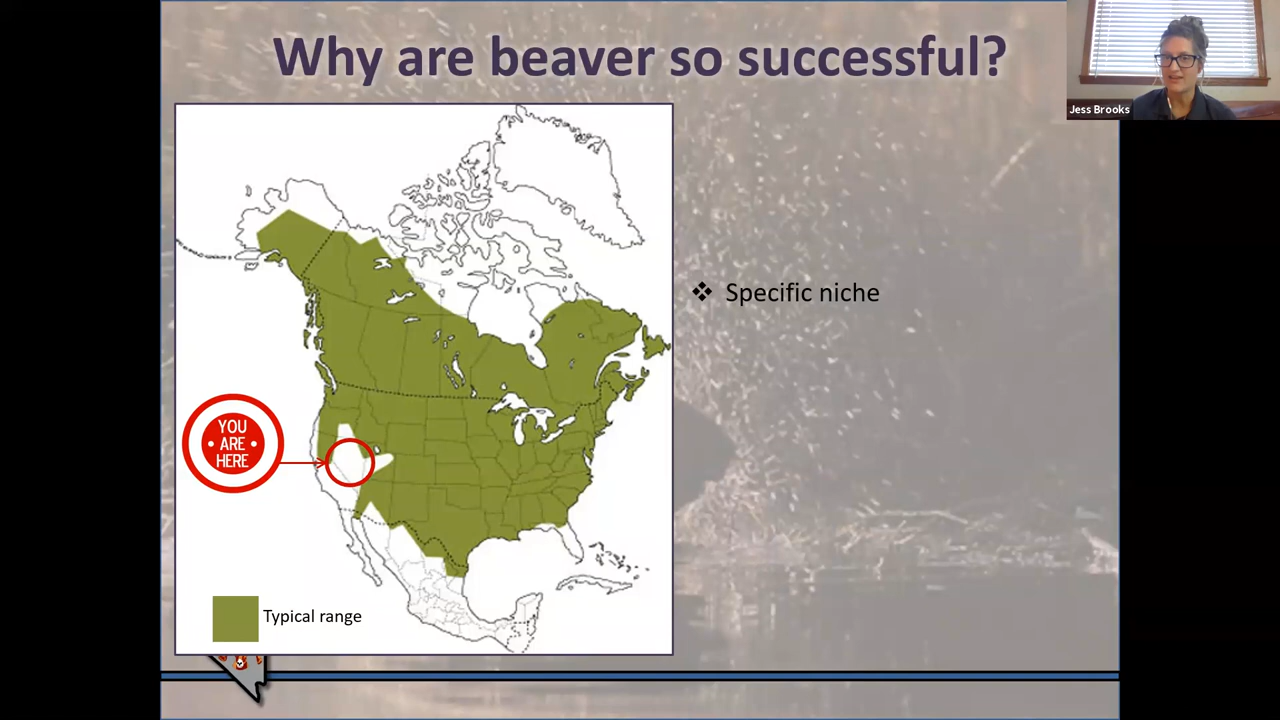 Why are beaver so successful?
Jess Brooks
❖ Specific niche
YOU
• ARE •
HERE
Typical range